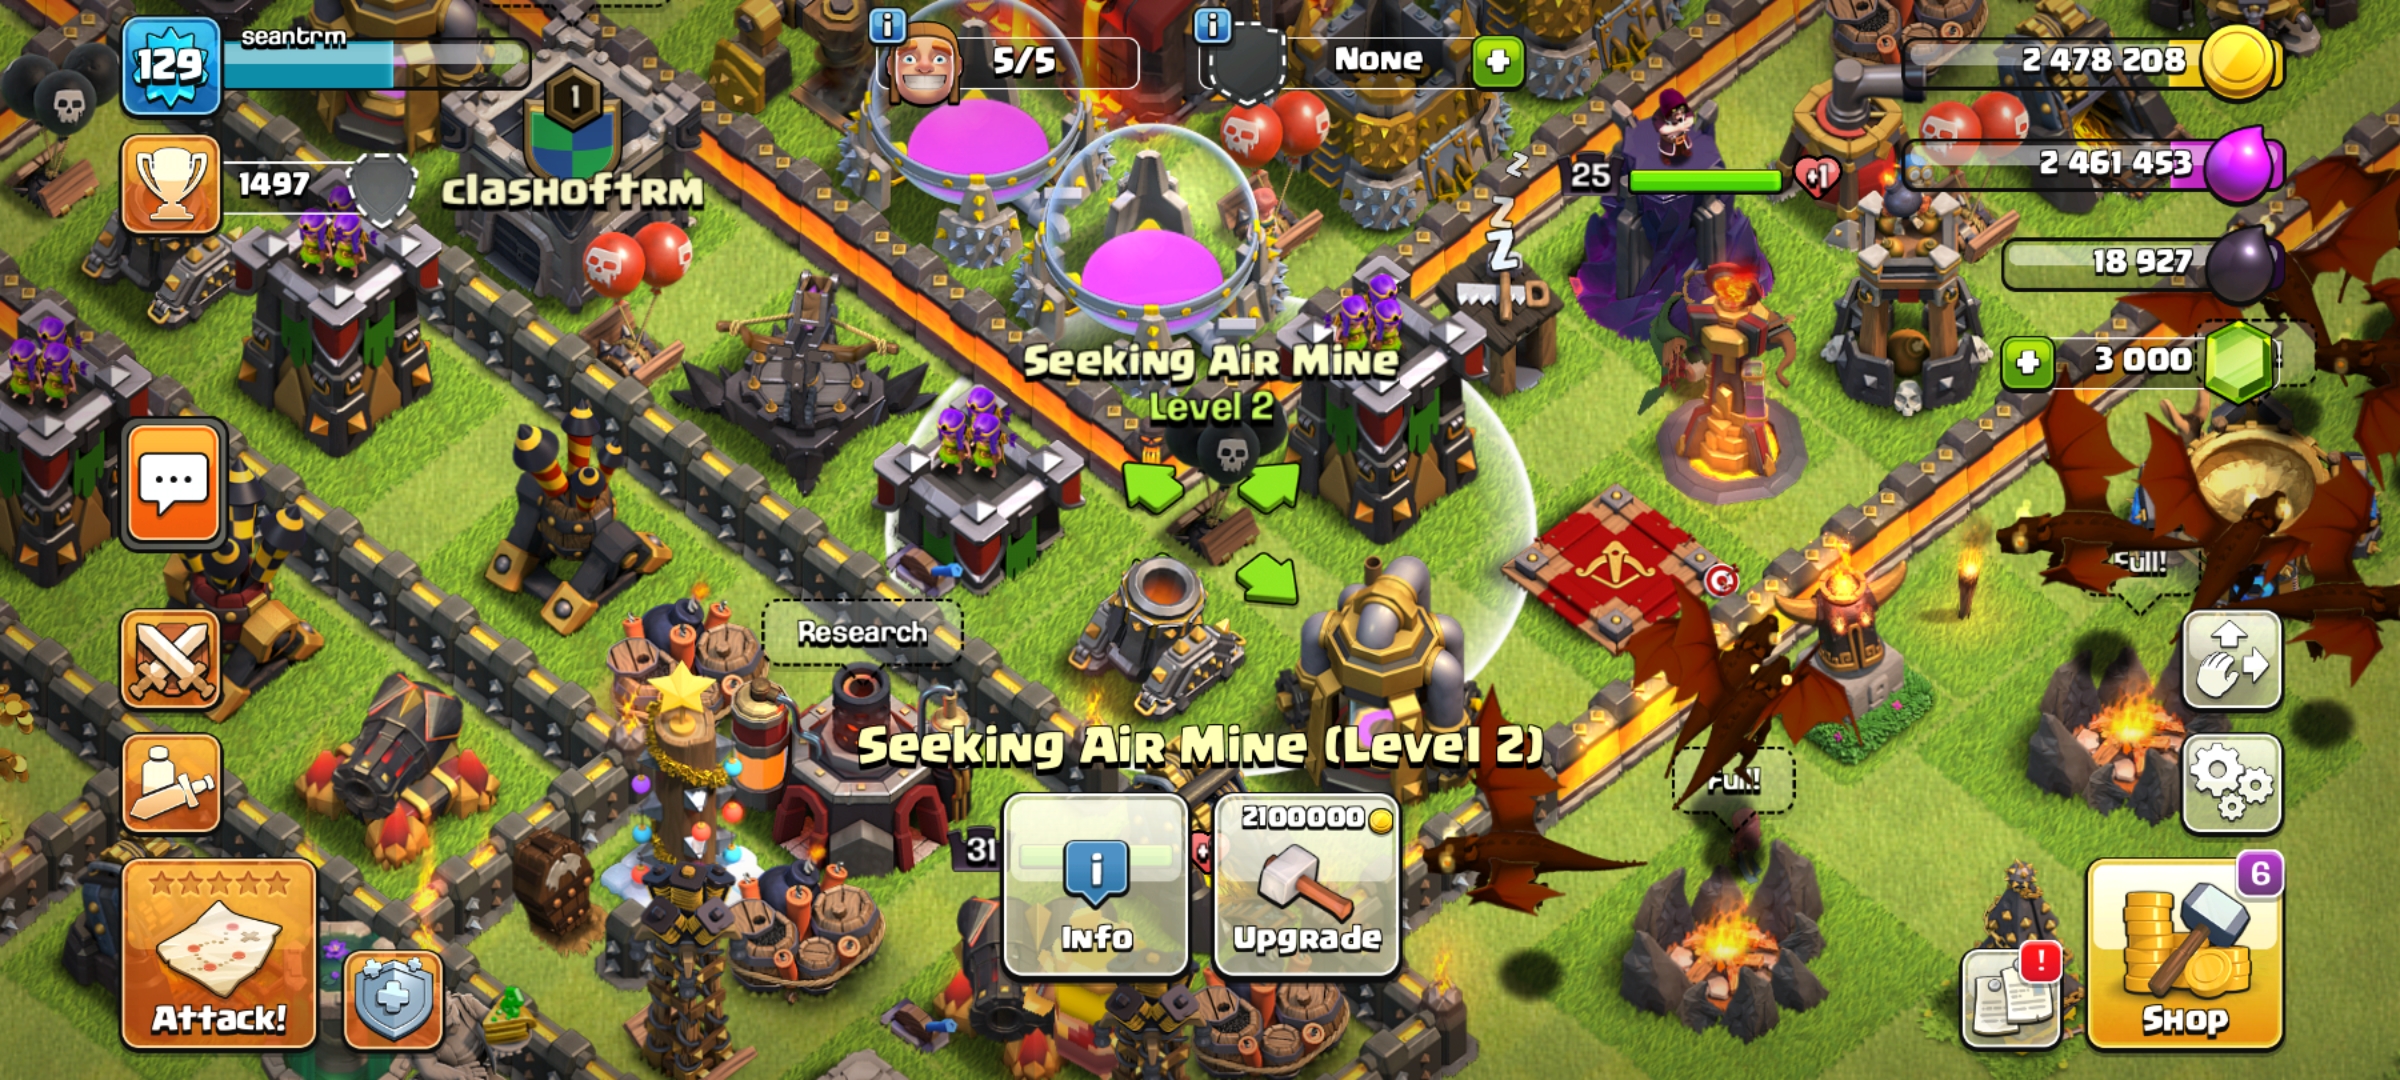 129
seantrm
5/5
None
2 478 208
1497
1
clashoftRM
z
z
Z
25
+1
2 461 453
18 927
3 000
Seeking Air Mine
Level 2
Full!
Research
Seeking Air Mine (Level 2)
Full!
31
2100000
Info
Upgrade
6
Attack!
!
Shop